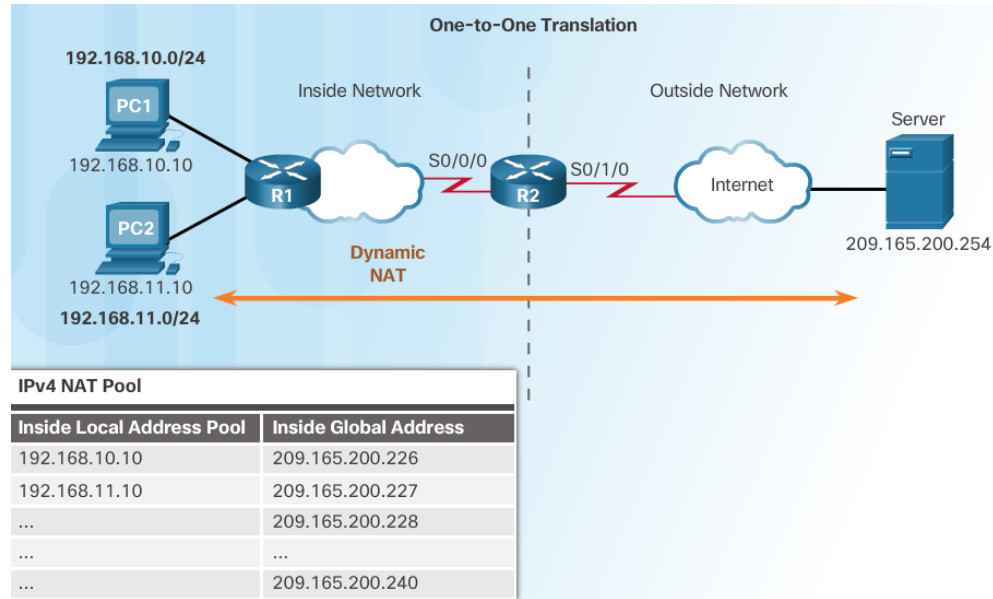 One-to-One Translation
192.168.10.0/24
Inside Network
Outside Network
PC1
Server
192.168.10.10
S0/0/0
S0/1/0
R1
R2
Internet
PC2
209.165.200.254
Dynamic
NAT
192.168.11.10
192.168.11.0/24
IPv4 NAT Pool
Inside Local Address Pool Inside Global Address
192.168.10.10 209.165.200.226
192.168.11.10 209.165.200.227
... 209.165.200.228
... ...
... 209.165.200.240